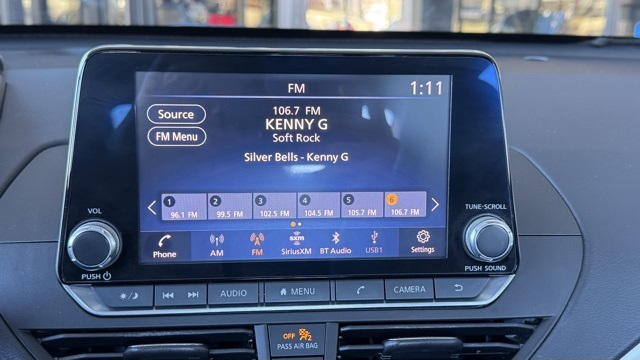 FM 1:11
Source
106.7 FM
KENNY G
FM Menu
Soft Rock
Silver Bells - Kenny G
1 2 3 4 5 6
96.1 FM 99.5 FM 102.5 FM 104.5 FM 105.7 FM 106.7 FM
sxm
Phone AM FM SiriusXM BT Audio USB1 Settings
VOL
TUNE·SCROLL
PUSH
PUSH SOUND
AUDIO MENU CAMERA
OFF 2
PASS AIR BAG